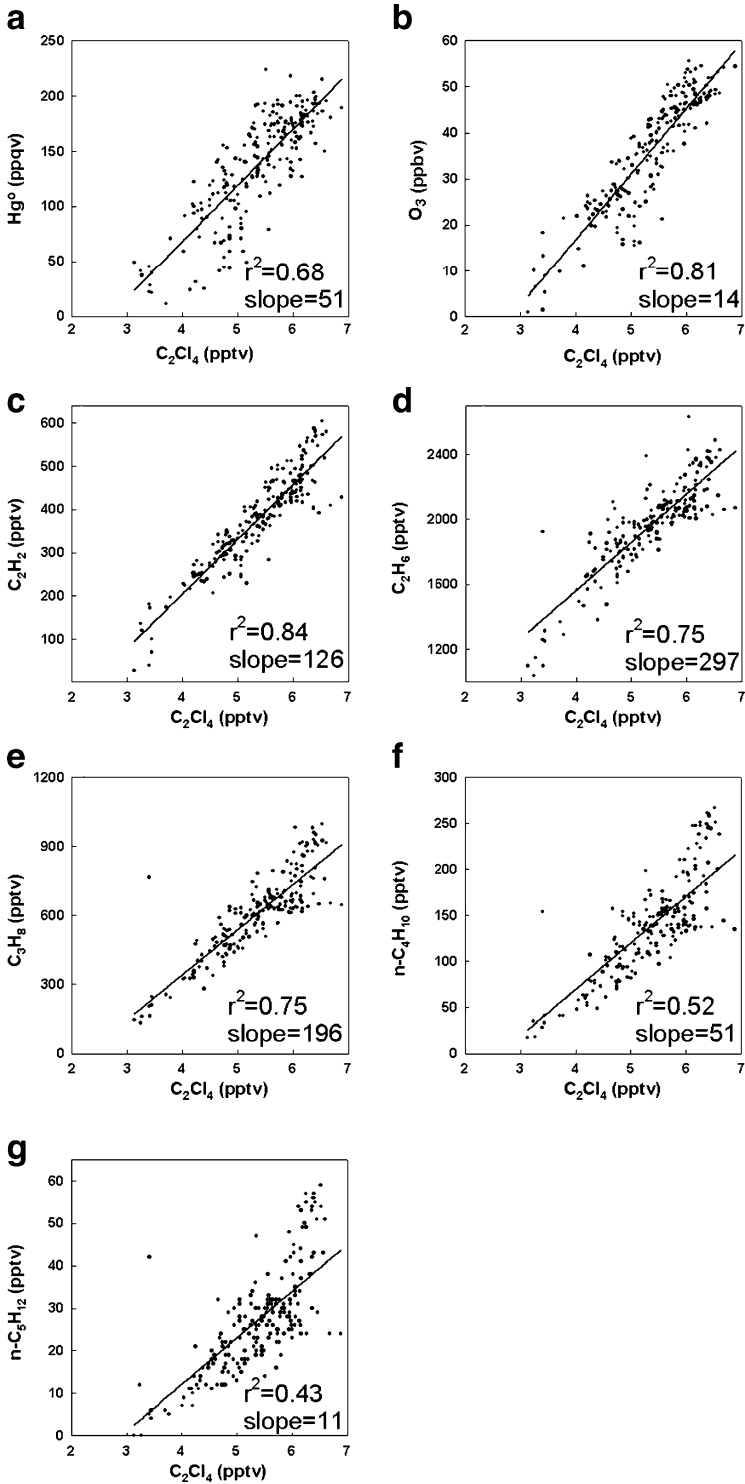 a
250
200
150
100
50
0
Hg° (ppqv)
r²=0.68
slope=51
2 3 4 5 6 7
C₂Cl₄ (pptv)
b
60
50
40
30
20
10
0
O₃ (ppbv)
r²=0.81
slope=14
2 3 4 5 6 7
C₂Cl₄ (pptv)
c
600
500
400
300
200
100
C₂H₂ (pptv)
r²=0.84
slope=126
2 3 4 5 6 7
C₂Cl₄ (pptv)
d
2400
2000
1600
1200
C₂H₆ (pptv)
r²=0.75
slope=297
2 3 4 5 6 7
C₂Cl₄ (pptv)
e
1200
900
600
300
0
C₃H₈ (pptv)
r²=0.75
slope=196
2 3 4 5 6 7
C₂Cl₄ (pptv)
f
300
250
200
150
100
50
0
n-C₄H₁₀ (pptv)
r²=0.52
slope=51
2 3 4 5 6 7
C₂Cl₄ (pptv)
g
60
50
40
30
20
10
0
n-C₅H₁₂ (pptv)
r²=0.43
slope=11
2 3 4 5 6 7
C₂Cl₄ (pptv)